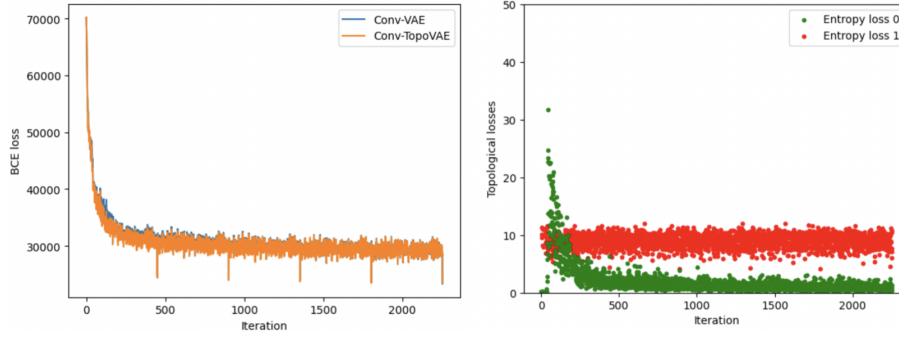 70000
60000
50000
40000
30000
BCE loss
0
500
1000
1500
2000
Iteration
Conv-VAE
Conv-TopoVAE
50
40
30
20
10
0
Topological losses
0
500
1000
1500
2000
Iteration
Entropy loss 0
Entropy loss 1